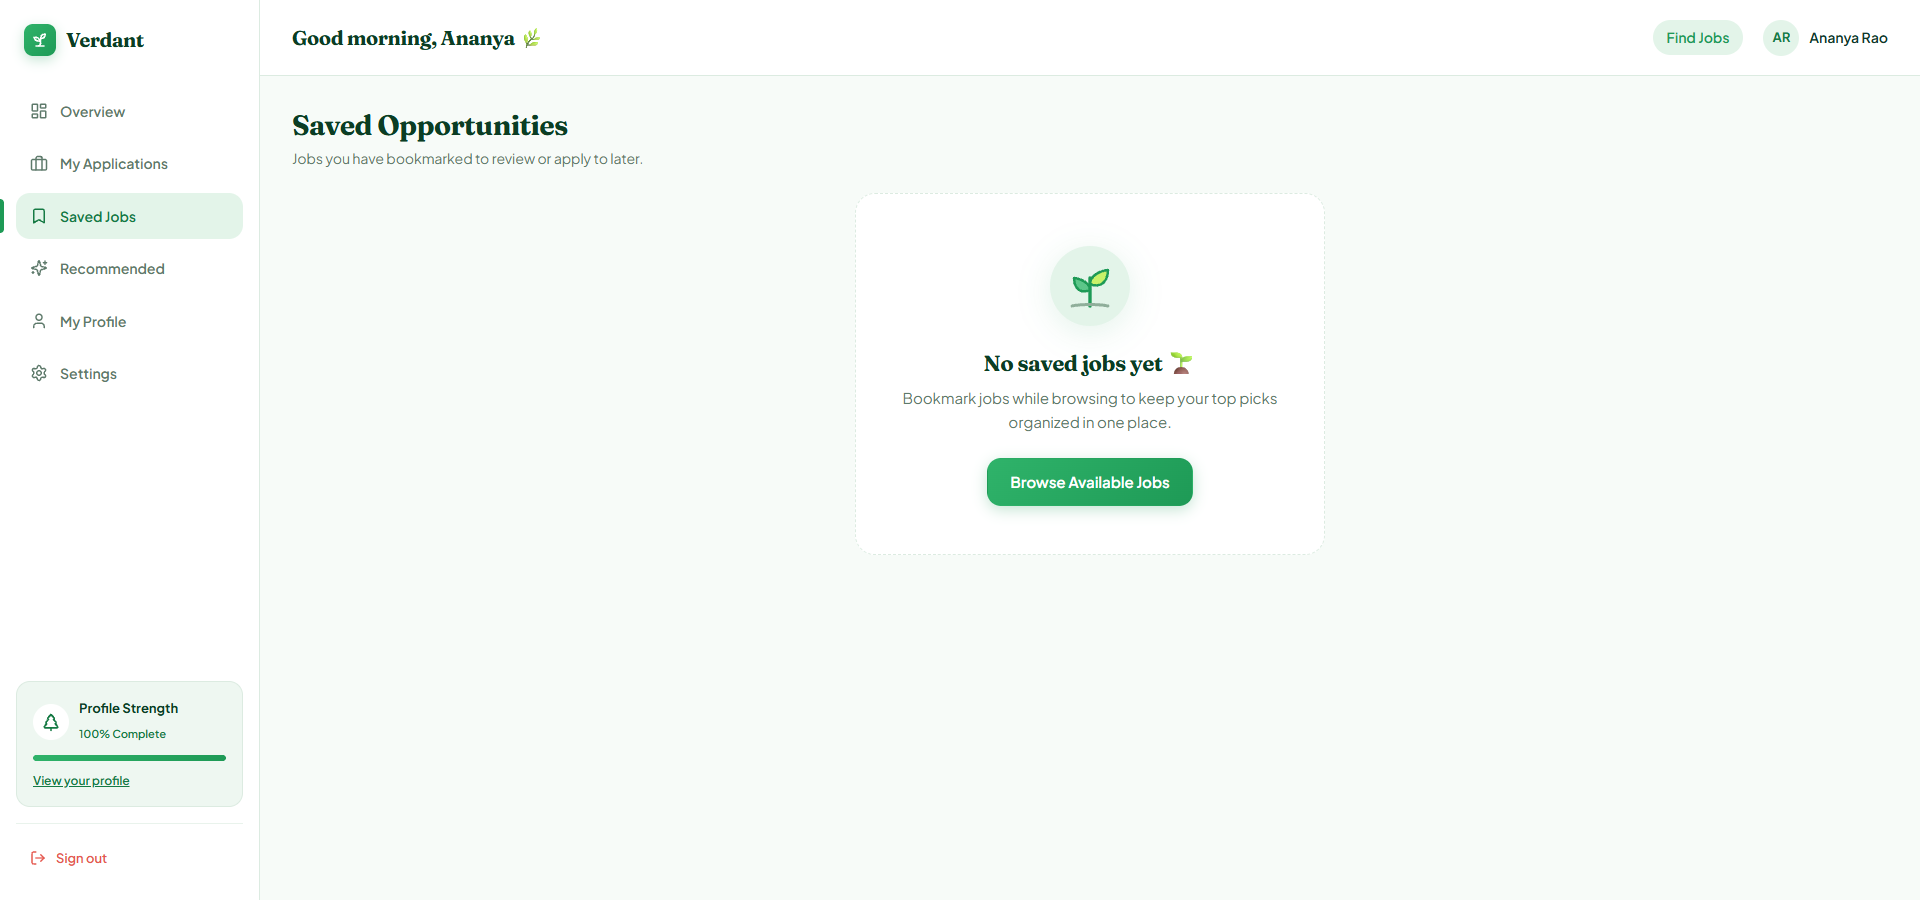 Verdant
Overview
My Applications
Saved Jobs
Recommended
My Profile
Settings
Profile Strength
100% Complete
View your profile
Sign out
Good morning, Ananya 🌿
Find Jobs
AR
Ananya Rao
Saved Opportunities
Jobs you have bookmarked to review or apply to later.
No saved jobs yet 🌱
Bookmark jobs while browsing to keep your top picks
organized in one place.
Browse Available Jobs